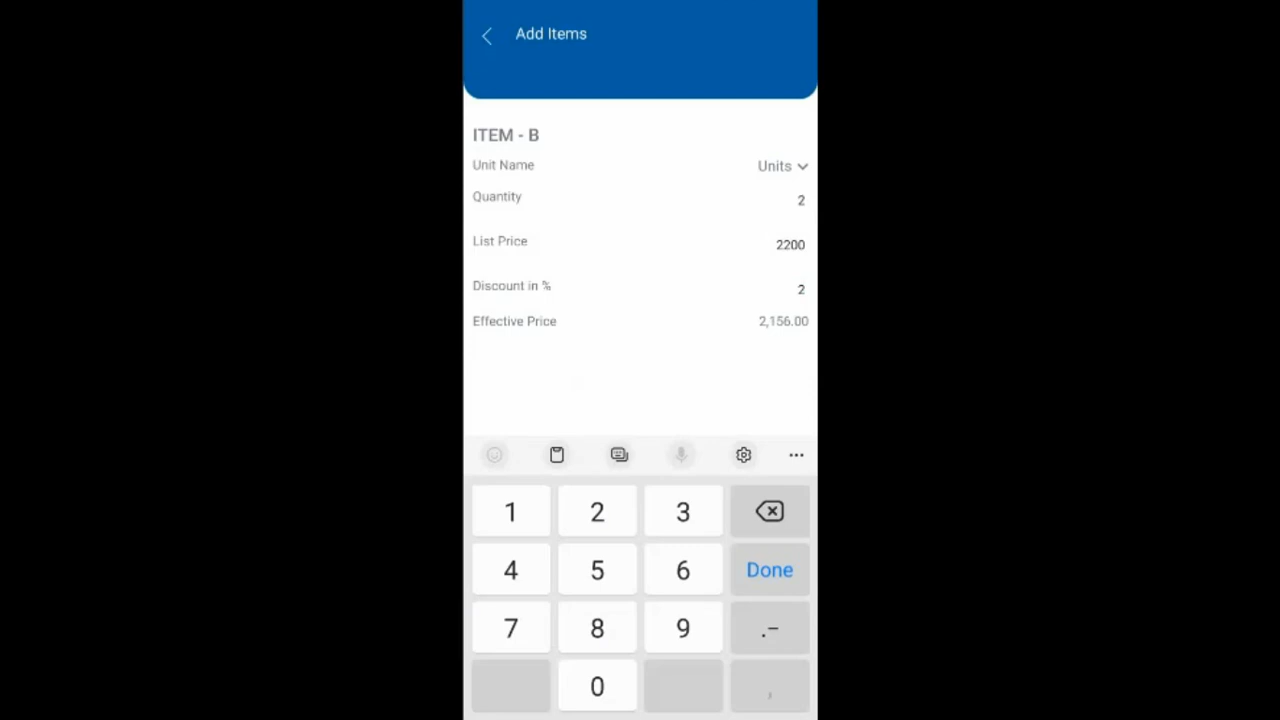 Add Items
ITEM - B
Unit Name Units
Quantity 2
List Price 2200
Discount in % 2
Effective Price 2,156.00
1 2 3
4 5 6 Done
7 8 9 .-
0 ,